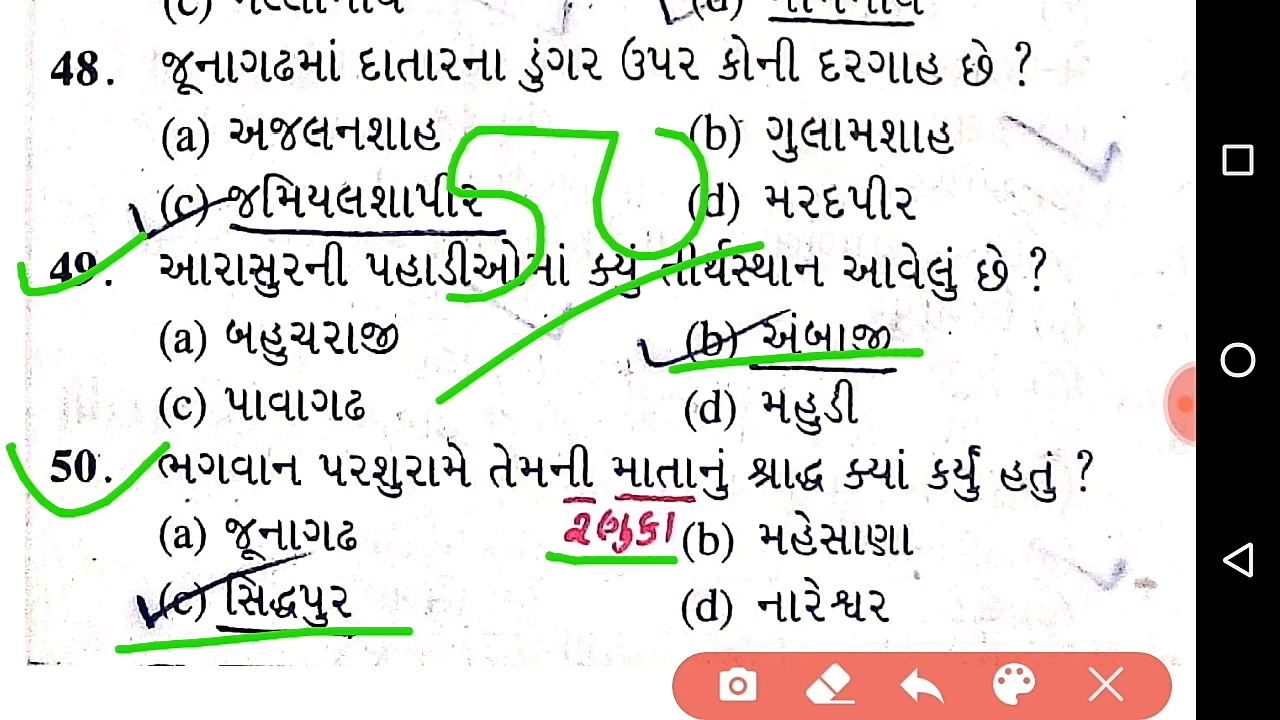 48. જૂનાગઢમાં દાતારના ડુંગર ઉપર કોની દરગાહ છે ?
(a) અજલનશાહ (b) ગુલામશાહ
(c) જમિયલશાપીર (d) મરદપીર
49. આરાસુરની પહાડીઓમાં ક્યું તીર્થસ્થાન આવેલું છે ?
(a) બહુચરાજી (b) અંબાજી
(c) પાવાગઢ (d) મહુડી
50. ભગવાન પરશુરામે તેમની માતાનું શ્રાદ્ધ ક્યાં કર્યું હતું ?
રણુકા
(a) જૂનાગઢ (b) મહેસાણા
(c) સિદ્ધપુર (d) નારેશ્વર